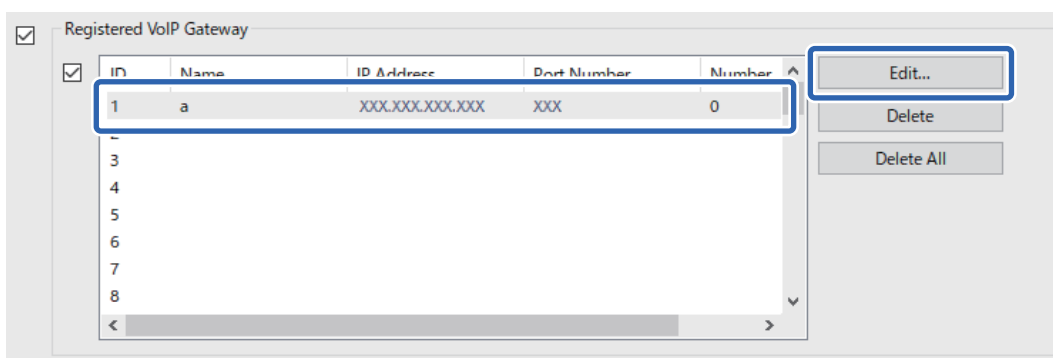 Registered VoIP Gateway
ID Name IP Address Port Number Number
1 a XXX.XXX.XXX.XXX XXX 0
2
3
4
5
6
7
8
Edit...
Delete
Delete All